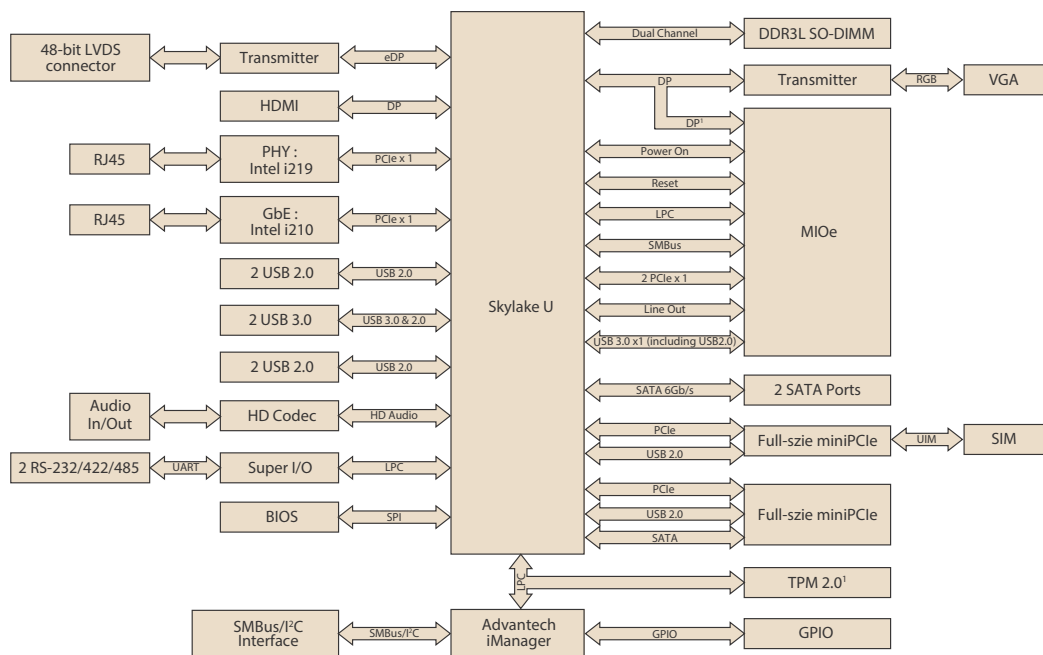 48-bit LVDS
connector
Transmitter
eDP
HDMI
DP
RJ45
PHY :
Intel i219
PCIe x 1
RJ45
GbE :
Intel i210
PCIe x 1
2 USB 2.0
USB 2.0
2 USB 3.0
USB 3.0 & 2.0
2 USB 2.0
USB 2.0
Audio
In/Out
HD Codec
HD Audio
2 RS-232/422/485
UART
Super I/O
LPC
BIOS
SPI
Skylake U
Dual Channel
DDR3L SO-DIMM
DP
Transmitter
RGB
VGA
DP¹
Power On
Reset
LPC
SMBus
2 PCIe x 1
Line Out
USB 3.0 x1 (including USB2.0)
MIOe
SATA 6Gb/s
2 SATA Ports
PCIe
USB 2.0
Full-szie miniPCIe
UIM
SIM
PCIe
USB 2.0
SATA
Full-szie miniPCIe
LPC
TPM 2.0¹
SMBus/I²C
Interface
SMBus/I²C
Advantech
iManager
GPIO
GPIO